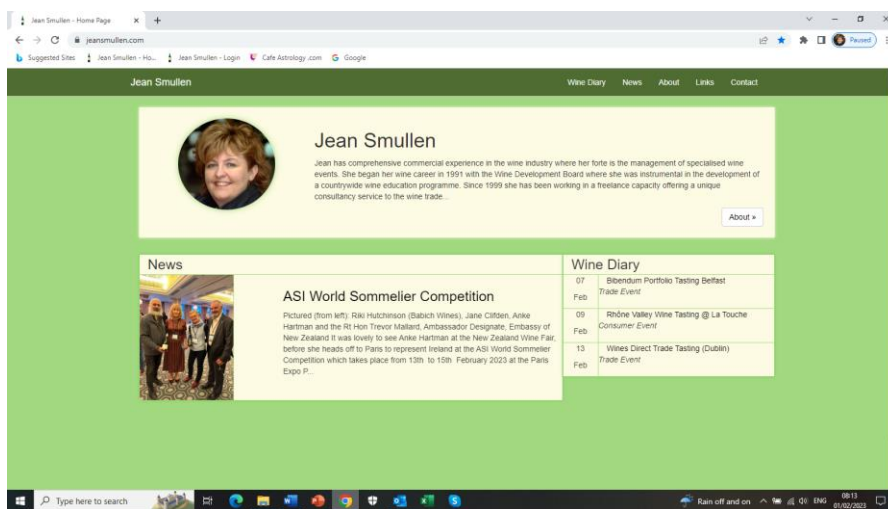 Jean Smullen - Home Page
jeansmullen.com
Paused
Suggested Sites Jean Smullen - Ho... Jean Smullen - Login Cafe Astrology .com Google
Jean Smullen Wine Diary News About Links Contact
Jean Smullen
Jean has comprehensive commercial experience in the wine industry where her forte is the management of specialised wine
events. She began her wine career in 1991 with the Wine Development Board where she was instrumental in the development of
a countrywide wine education programme. Since 1999 she has been working in a freelance capacity offering a unique
consultancy service to the wine trade...
About »
News
ASI World Sommelier Competition
Pictured (from left): Riki Hutchinson (Babich Wines), Jane Clifden, Anke
Hartman and the Rt Hon Trevor Mallard, Ambassador Designate, Embassy of
New Zealand It was lovely to see Anke Hartman at the New Zealand Wine Fair,
before she heads off to Paris to represent Ireland at the ASI World Sommelier
Competition which takes place from 13th to 15th February 2023 at the Paris
Expo P...
Wine Diary
07 Bibendum Portfolio Tasting Belfast
Feb Trade Event
09 Rhône Valley Wine Tasting @ La Touche
Feb Consumer Event
13 Wines Direct Trade Tasting (Dublin)
Feb Trade Event
Type here to search
Rain off and on
ENG
08:13
01/02/2023